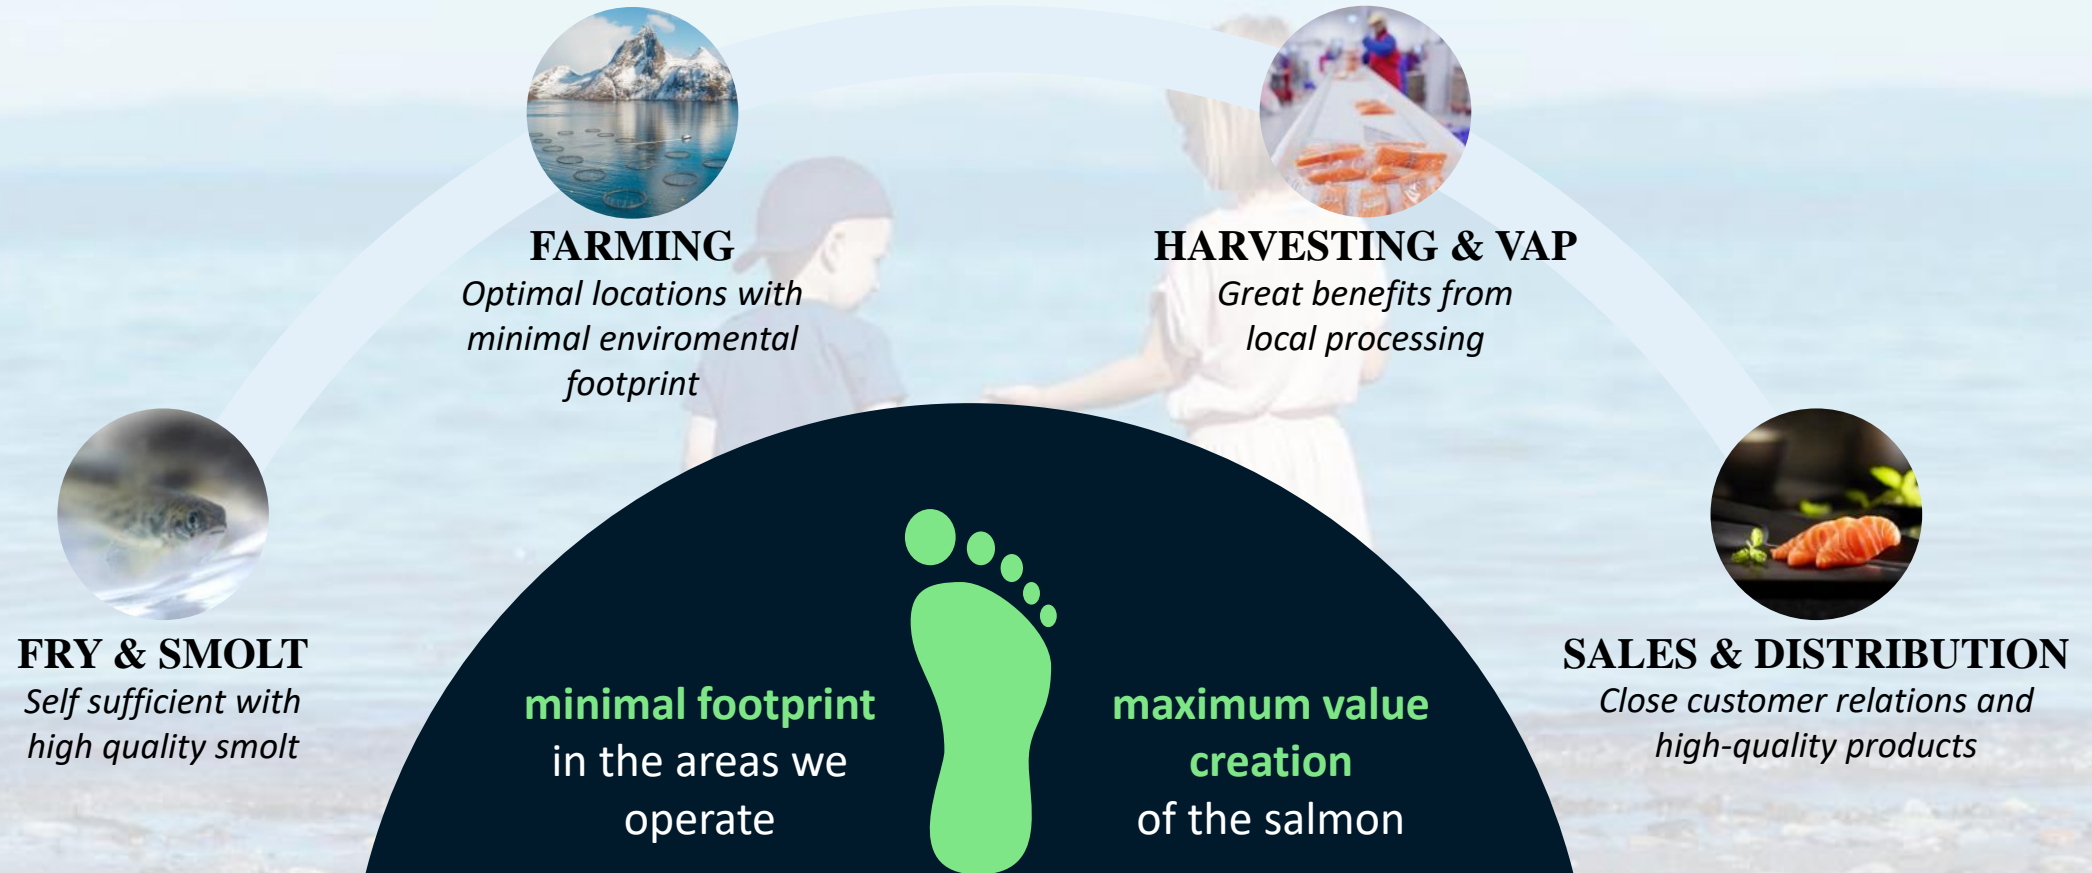 FARMING
Optimal locations with
minimal enviromental
footprint
HARVESTING & VAP
Great benefits from
local processing
FRY & SMOLT
Self sufficient with
high quality smolt
minimal footprint
in the areas we
operate
maximum value
creation
of the salmon
SALES & DISTRIBUTION
Close customer relations and
high-quality products